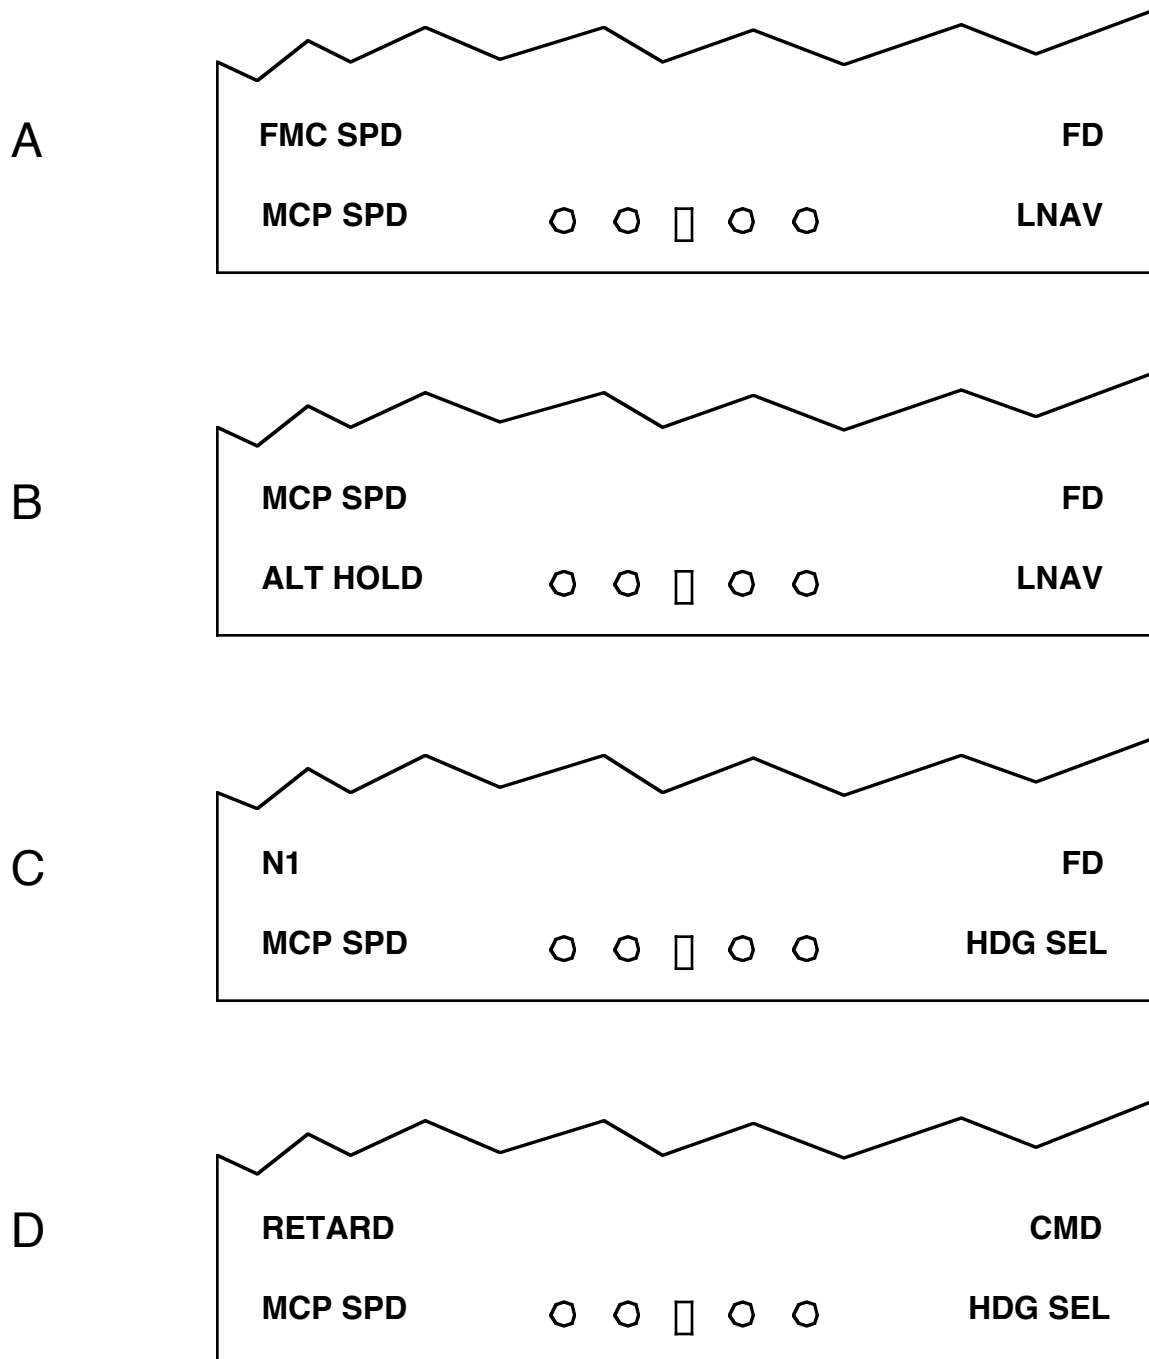 A
FMC SPD FD
MCP SPD LNAV
B
MCP SPD FD
ALT HOLD LNAV
C
N1 FD
MCP SPD HDG SEL
D
RETARD CMD
MCP SPD HDG SEL